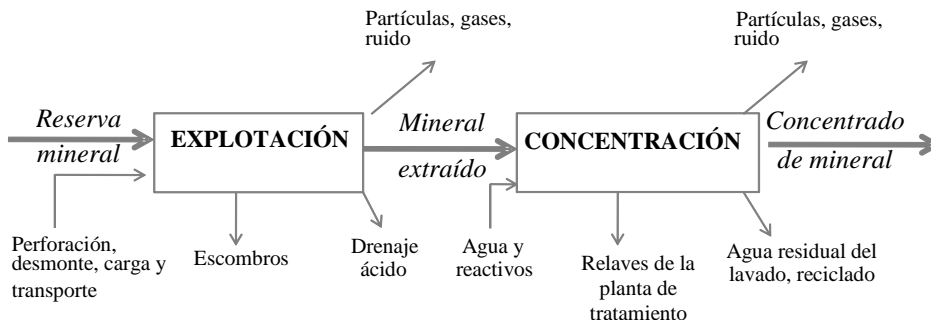 Partículas, gases,
ruido
Partículas, gases,
ruido
Reserva
mineral
EXPLOTACIÓN
Mineral
extraído
CONCENTRACIÓN
Concentrado
de mineral
Perforación,
desmonte, carga y
transporte
Escombros
Drenaje
ácido
Agua y
reactivos
Relaves de la
planta de
tratamiento
Agua residual del
lavado, reciclado